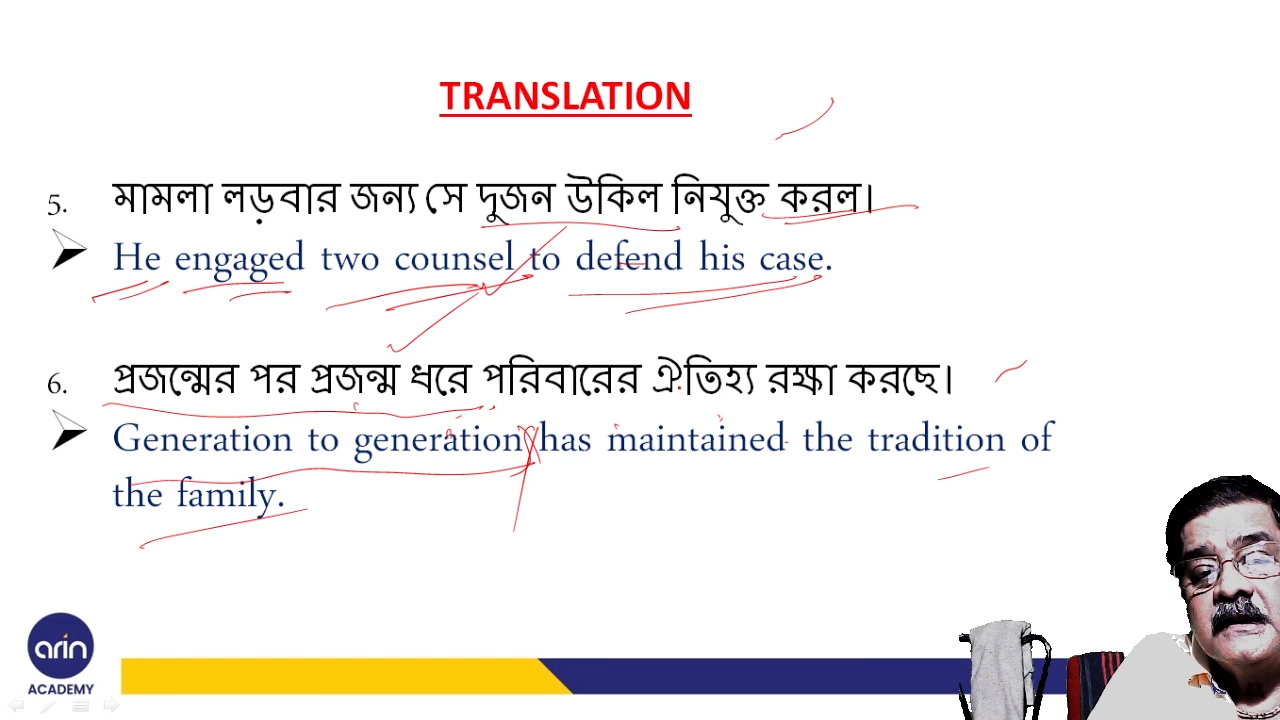 TRANSLATION
5. মামলা লড়বার জন্য সে দুজন উকিল নিযুক্ত করল।
He engaged two counsel to defend his case.
6. প্রজন্মের পর প্রজন্ম ধরে পরিবারের ঐতিহ্য রক্ষা করছে।
Generation to generation has maintained the tradition of
the family.
arin
ACADEMY